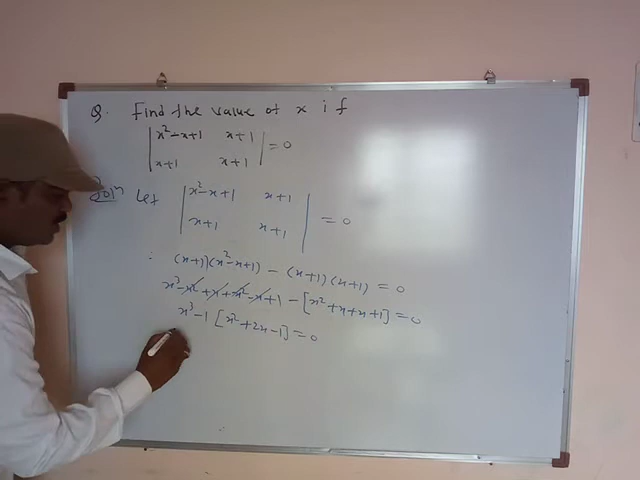 Q. Find the value of x if
| x²-x+1 x+1 |
| x+1 x+1 | = 0
Solⁿ Let | x²-x+1 x+1 |
| x+1 x+1 | = 0
: (x+1)(x²-x+1) - (x+1)(x+1) = 0
x³-x²+x+x²-x+1 - [x²+x+x+1] = 0
x³-1 [x²+2x-1] = 0